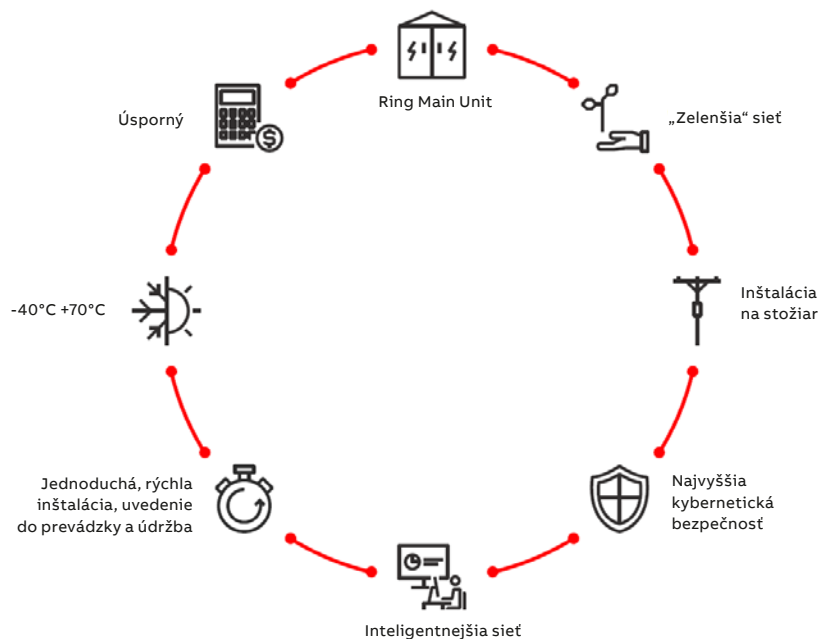 Ring Main Unit
„Zelenšia“ sieť
Inštalácia
na stožiar
Najvyššia
kybernetická
bezpečnosť
Inteligentnejšia sieť
Jednoduchá, rýchla
inštalácia, uvedenie
do prevádzky a údržba
-40°C +70°C
Úsporný
$